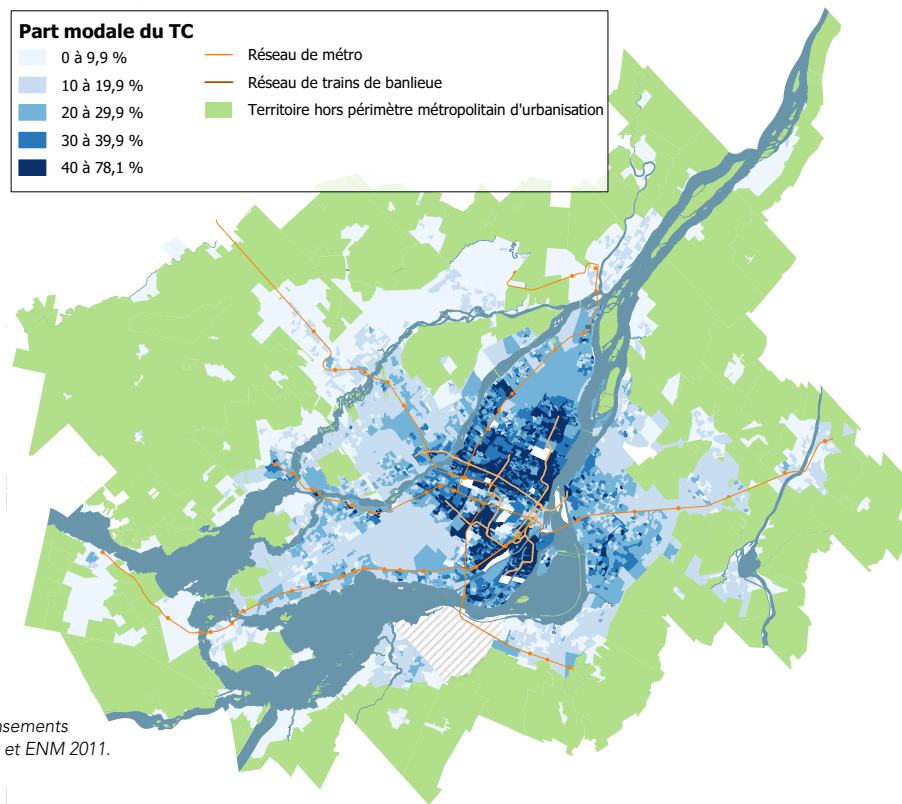 Part modale du TC
0 à 9,9 %
10 à 19,9 %
20 à 29,9 %
30 à 39,9 %
40 à 78,1 %
Réseau de métro
Réseau de trains de banlieue
Territoire hors périmètre métropolitain d'urbanisation
nsements
et ENM 2011.